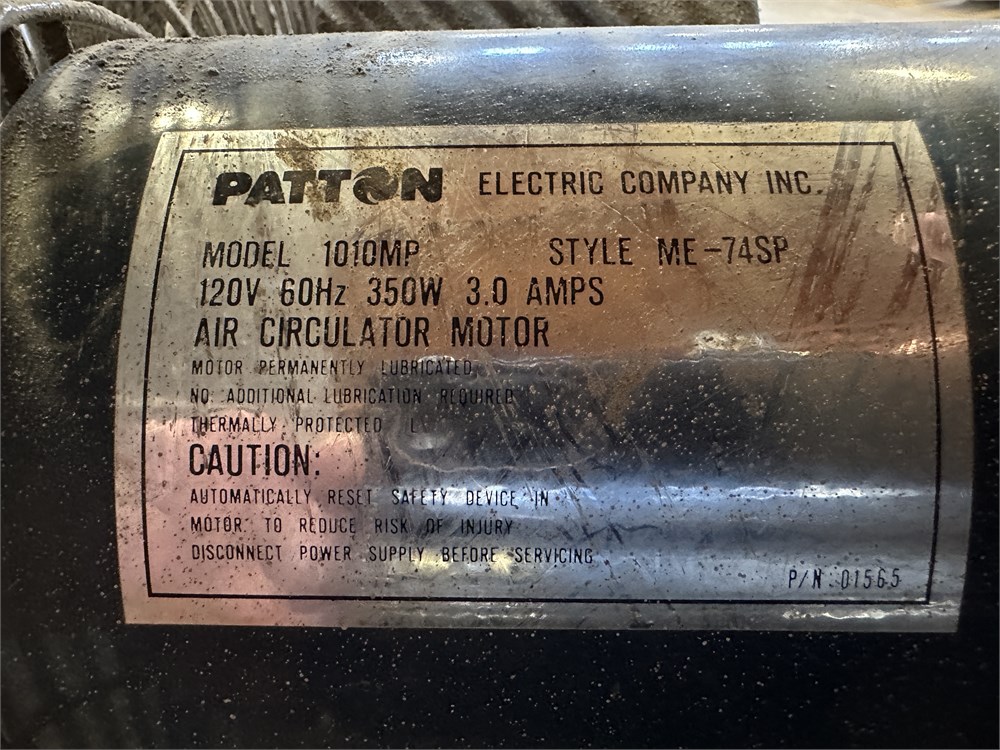 PATTON ELECTRIC COMPANY INC.
MODEL 1010MP STYLE ME-74SP
120V 60Hz 350W 3.0 AMPS
AIR CIRCULATOR MOTOR
MOTOR PERMANENTLY LUBRICATED
NO ADDITIONAL LUBRICATION REQUIRED
THERMALLY PROTECTED L
CAUTION:
AUTOMATICALLY RESET SAFETY DEVICE IN
MOTOR. TO REDUCE RISK OF INJURY
DISCONNECT POWER SUPPLY BEFORE SERVICING
P/N 01565